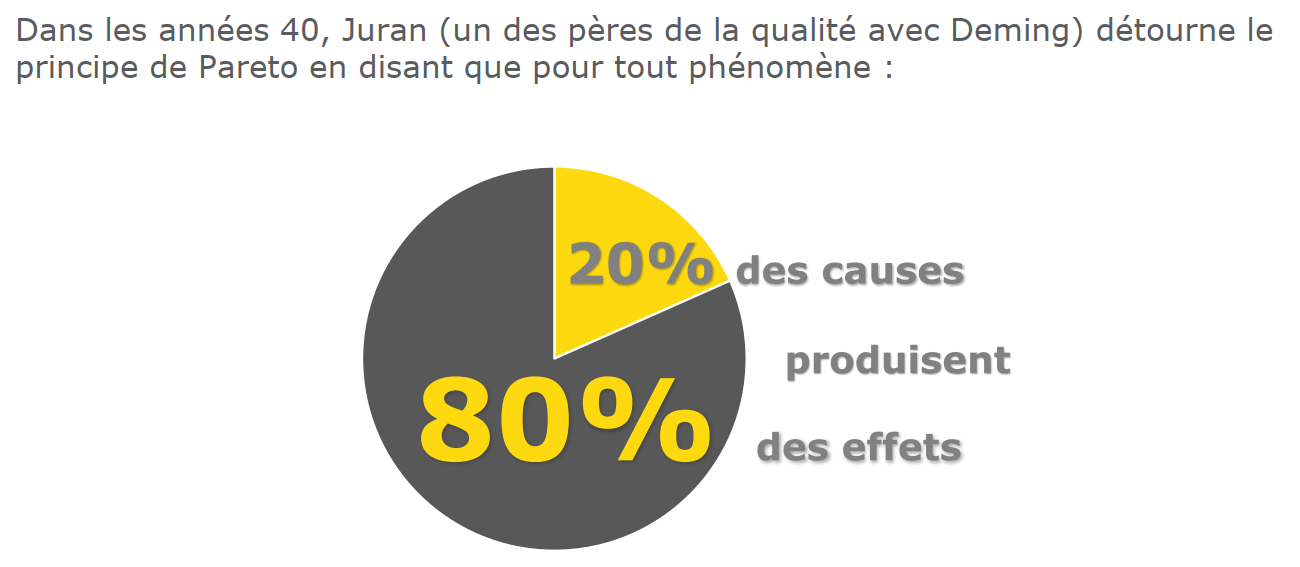 Dans les années 40, Juran (un des pères de la qualité avec Deming) détourne le
principe de Pareto en disant que pour tout phénomène :
20% des causes
produisent
80% des effets